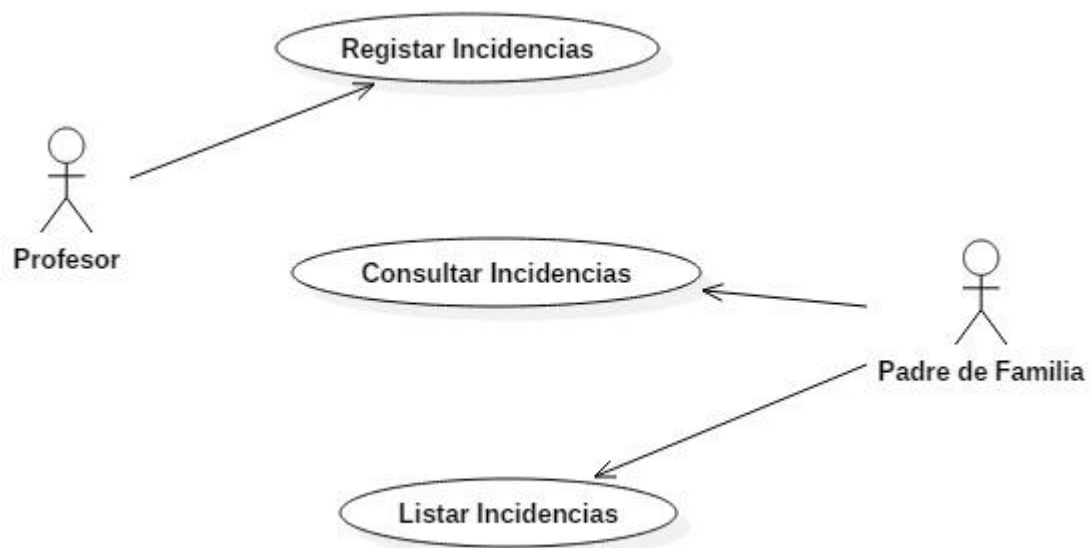 Registar Incidencias
Profesor
Consultar Incidencias
Padre de Familia
Listar Incidencias